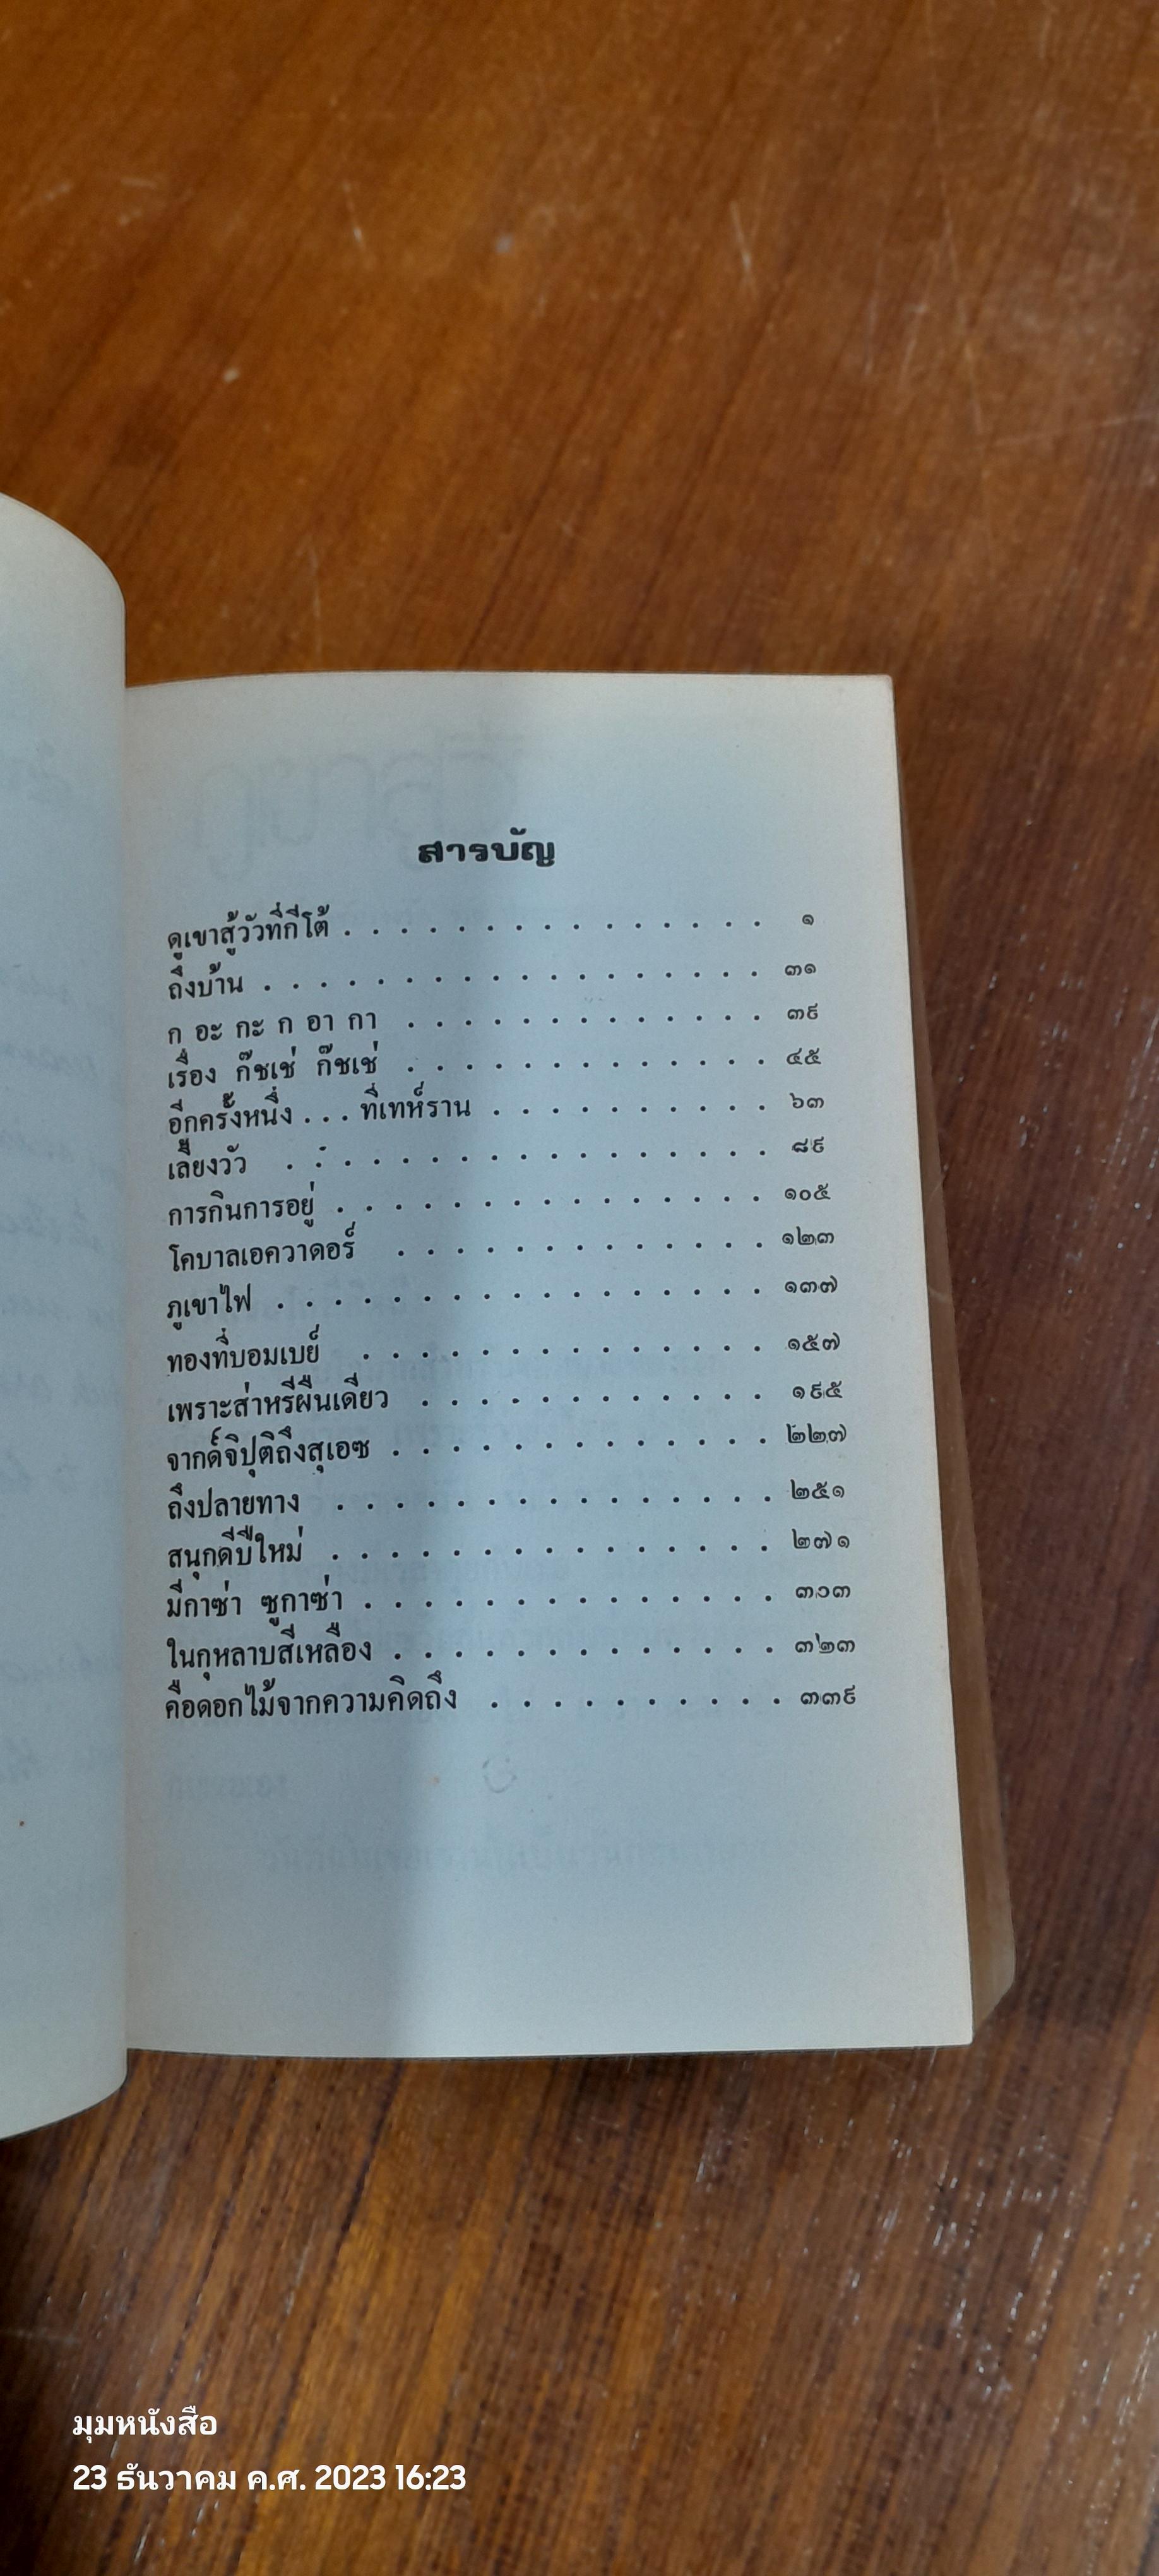 สารบัญ
ดูเขาสู้วัวที่กีโต้ . . . . . . . . . . . . . . . ๑
ถึงบ้าน . . . . . . . . . . . . . . . . . . ๓๑
ก อะ กะ ก อา กา . . . . . . . . . . . . . ๓๙
เรื่อง ก๊ชเช่ ก๊ชเช่ . . . . . . . . . . . . . ๔๕
อีกครั้งหนึ่ง . . . ที่เทห์ราน . . . . . . . . . . ๖๓
เลี้ยงวัว . . . . . . . . . . . . . . . . . ๘๙
การกินการอยู่ . . . . . . . . . . . . . . . ๑๐๕
โคบาลเอควาดอร์ . . . . . . . . . . . . . ๑๒๓
ภูเขาไฟ . . . . . . . . . . . . . . . . . ๑๓๗
ทองที่บอมเบย์ . . . . . . . . . . . . . . ๑๕๗
เพราะส่าหรีผืนเดียว . . . . . . . . . . . . ๑๙๕
จากด์จิปุติถึงสุเอซ . . . . . . . . . . . . . ๒๒๗
ถึงปลายทาง . . . . . . . . . . . . . . . ๒๕๑
สนุกดีปีใหม่ . . . . . . . . . . . . . . . ๒๗๑
มีกาซ่า ซูกาซ่า . . . . . . . . . . . . . . ๓๐๓
ในกุหลาบสีเหลือง . . . . . . . . . . . . . ๓๒๓
คือดอกไม้จากความคิดถึง . . . . . . . . . . ๓๓๙
มุมหนังสือ
23 ธันวาคม ค.ศ. 2023 16:23